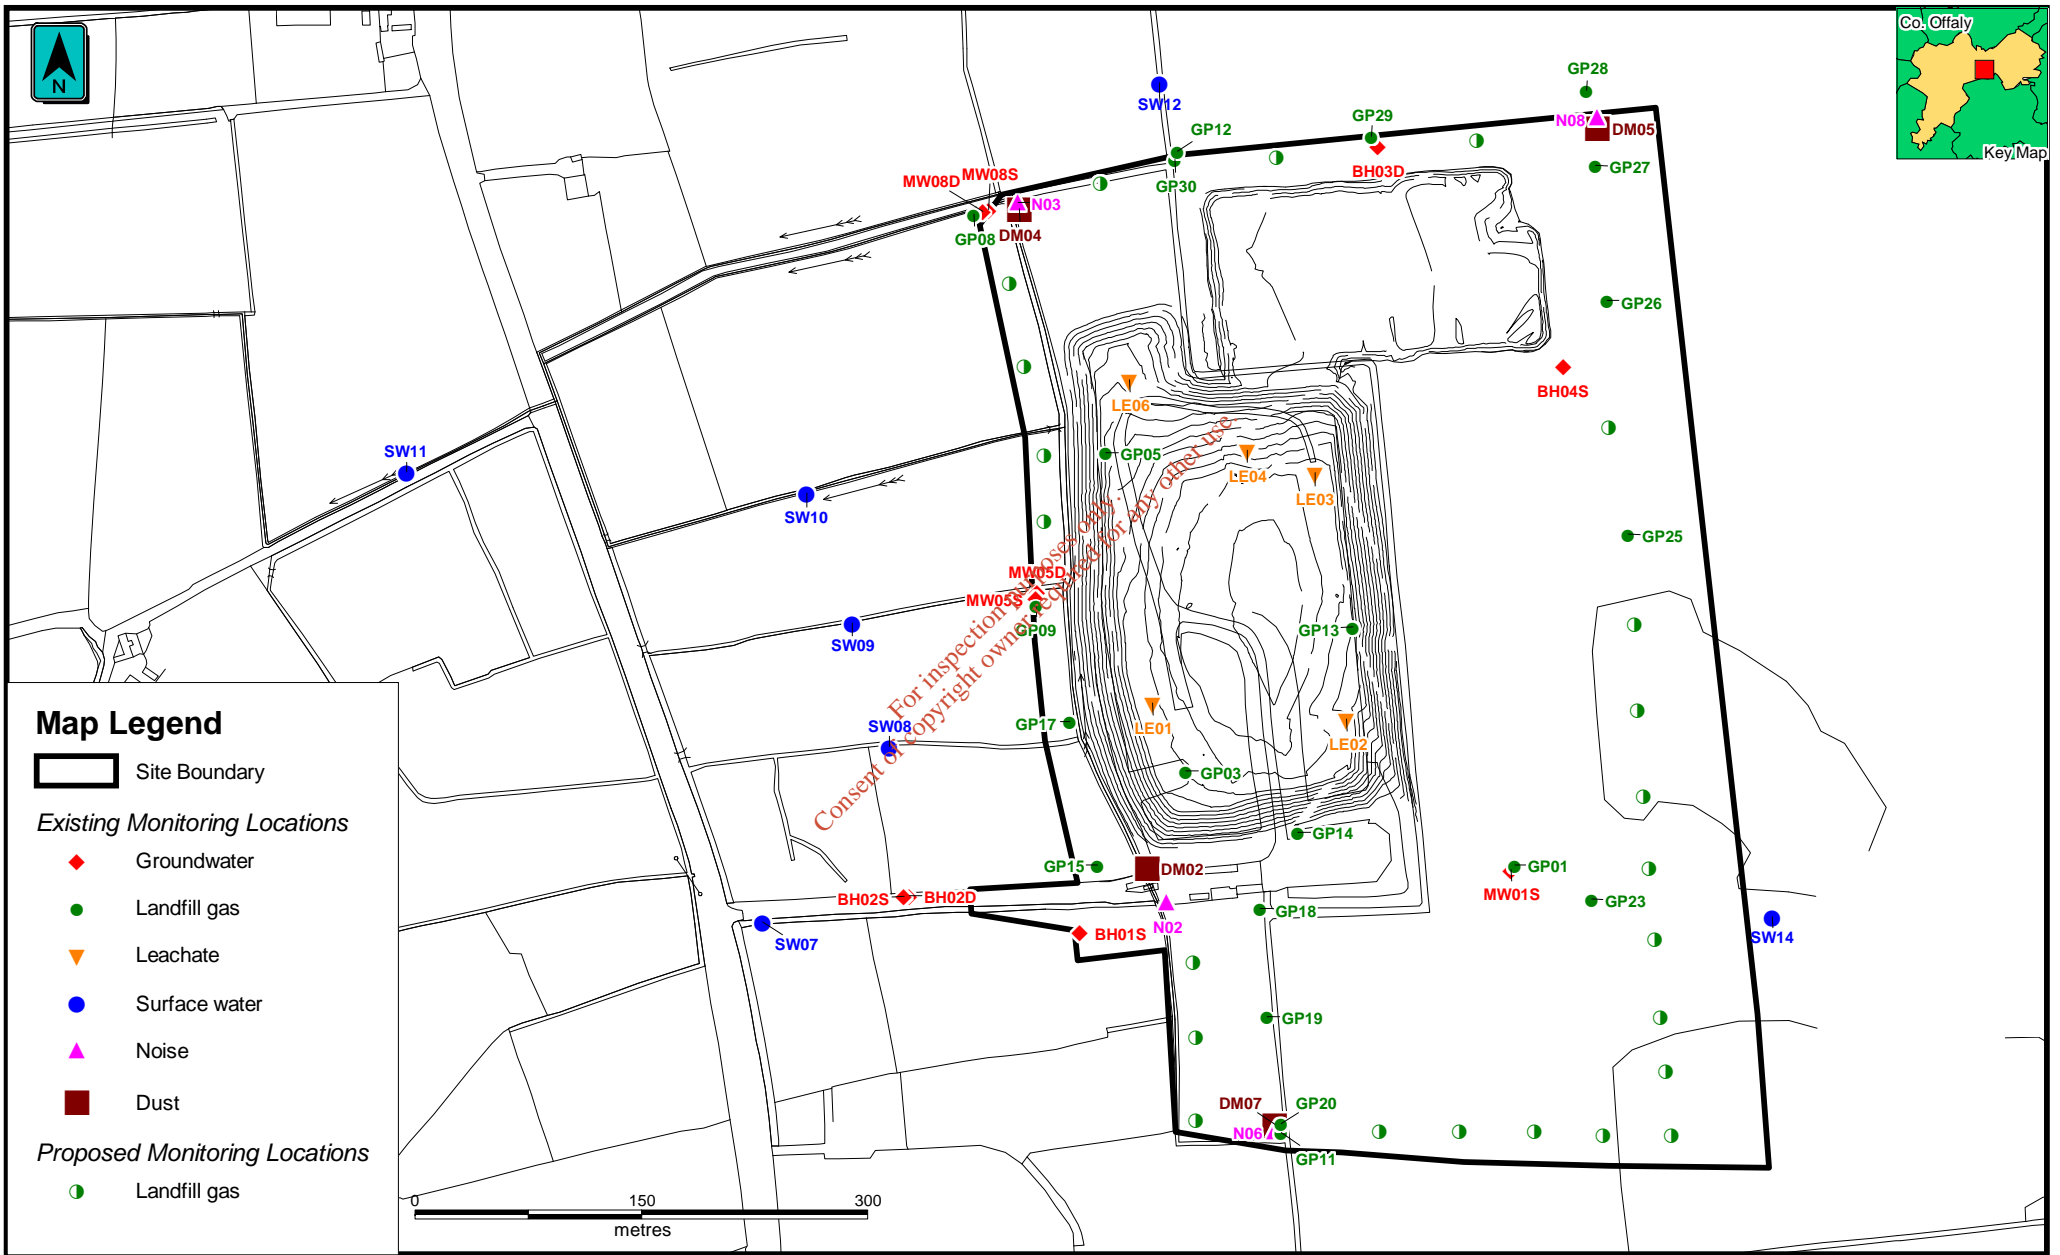 Co. Offaly
Key Map
N
GP28
SW12
GP12
GP29
N08
DM05
BH03D
GP27
MW08D
MW08S
GP30
N03
GP08
DM04
GP26
BH04S
LE06
SW11
GP05
LE04
LE03
SW10
GP25
MW05D
MW05S
GP09
GP13
SW09
GP17
LE01
SW08
LE02
GP03
GP14
GP15
DM02
GP01
MW01S
BH02S
BH02D
GP23
GP18
SW07
N02
BH01S
SW14
GP19
DM07
GP20
N06
GP11
For inspection purposes only.
Consent of copyright owner required for any other use.
Map Legend
Site Boundary
Existing Monitoring Locations
Groundwater
Landfill gas
Leachate
Surface water
Noise
Dust
Proposed Monitoring Locations
Landfill gas
0 150 300
metres